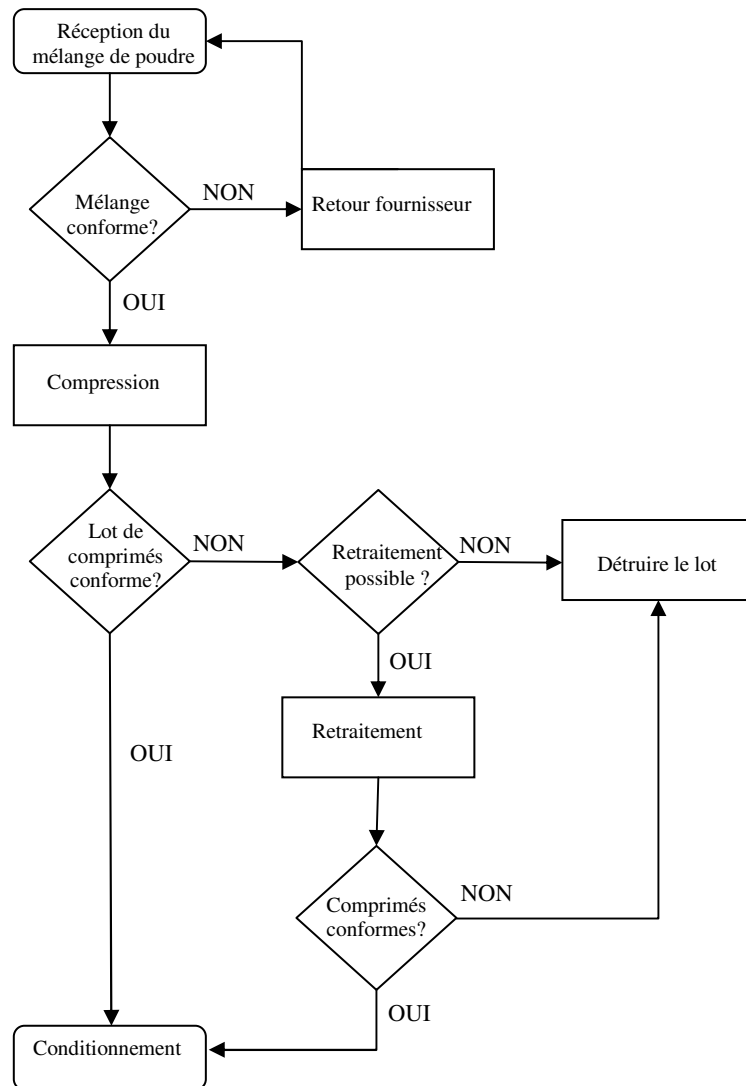 Réception du
mélange de poudre
Mélange
conforme?
NON
Retour fournisseur
OUI
Compression
Lot de
comprimés
conforme?
NON
Retraitement
possible ?
NON
Détruire le lot
OUI
Retraitement
OUI
Comprimés
conformes?
NON
OUI
Conditionnement